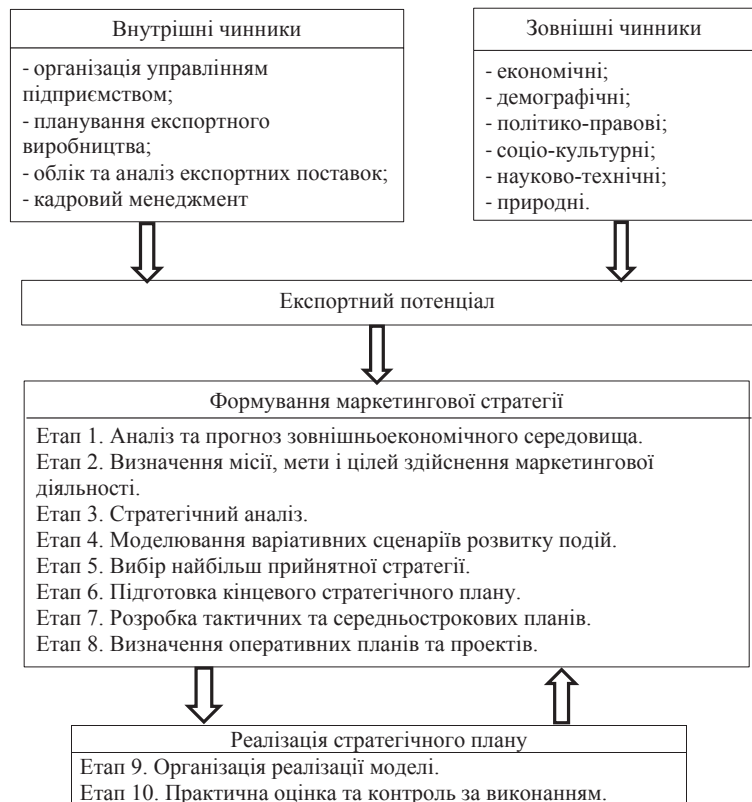 Внутрішні чинники
- організація управлінням
підприємством;
- планування експортного
виробництва;
- облік та аналіз експортних поставок;
- кадровий менеджмент
Зовнішні чинники
- економічні;
- демографічні;
- політико-правові;
- соціо-культурні;
- науково-технічні;
- природні.
Експортний потенціал
Формування маркетингової стратегії
Етап 1. Аналіз та прогноз зовнішньоекономічного середовища.
Етап 2. Визначення місії, мети і цілей здійснення маркетингової
діяльності.
Етап 3. Стратегічний аналіз.
Етап 4. Моделювання варіативних сценаріїв розвитку подій.
Етап 5. Вибір найбільш прийнятної стратегії.
Етап 6. Підготовка кінцевого стратегічного плану.
Етап 7. Розробка тактичних та середньострокових планів.
Етап 8. Визначення оперативних планів та проектів.
Реалізація стратегічного плану
Етап 9. Організація реалізації моделі.
Етап 10. Практична оцінка та контроль за виконанням.